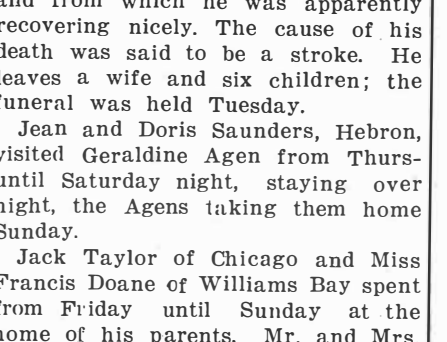 and from which he was apparently
recovering nicely. The cause of his
death was said to be a stroke. He
leaves a wife and six children; the
funeral was held Tuesday.
Jean and Doris Saunders, Hebron,
visited Geraldine Agen from Thurs-
until Saturday night, staying over
night, the Agens taking them home
Sunday.
Jack Taylor of Chicago and Miss
Francis Doane of Williams Bay spent
from Friday until Sunday at the
home of his parents, Mr. and Mrs